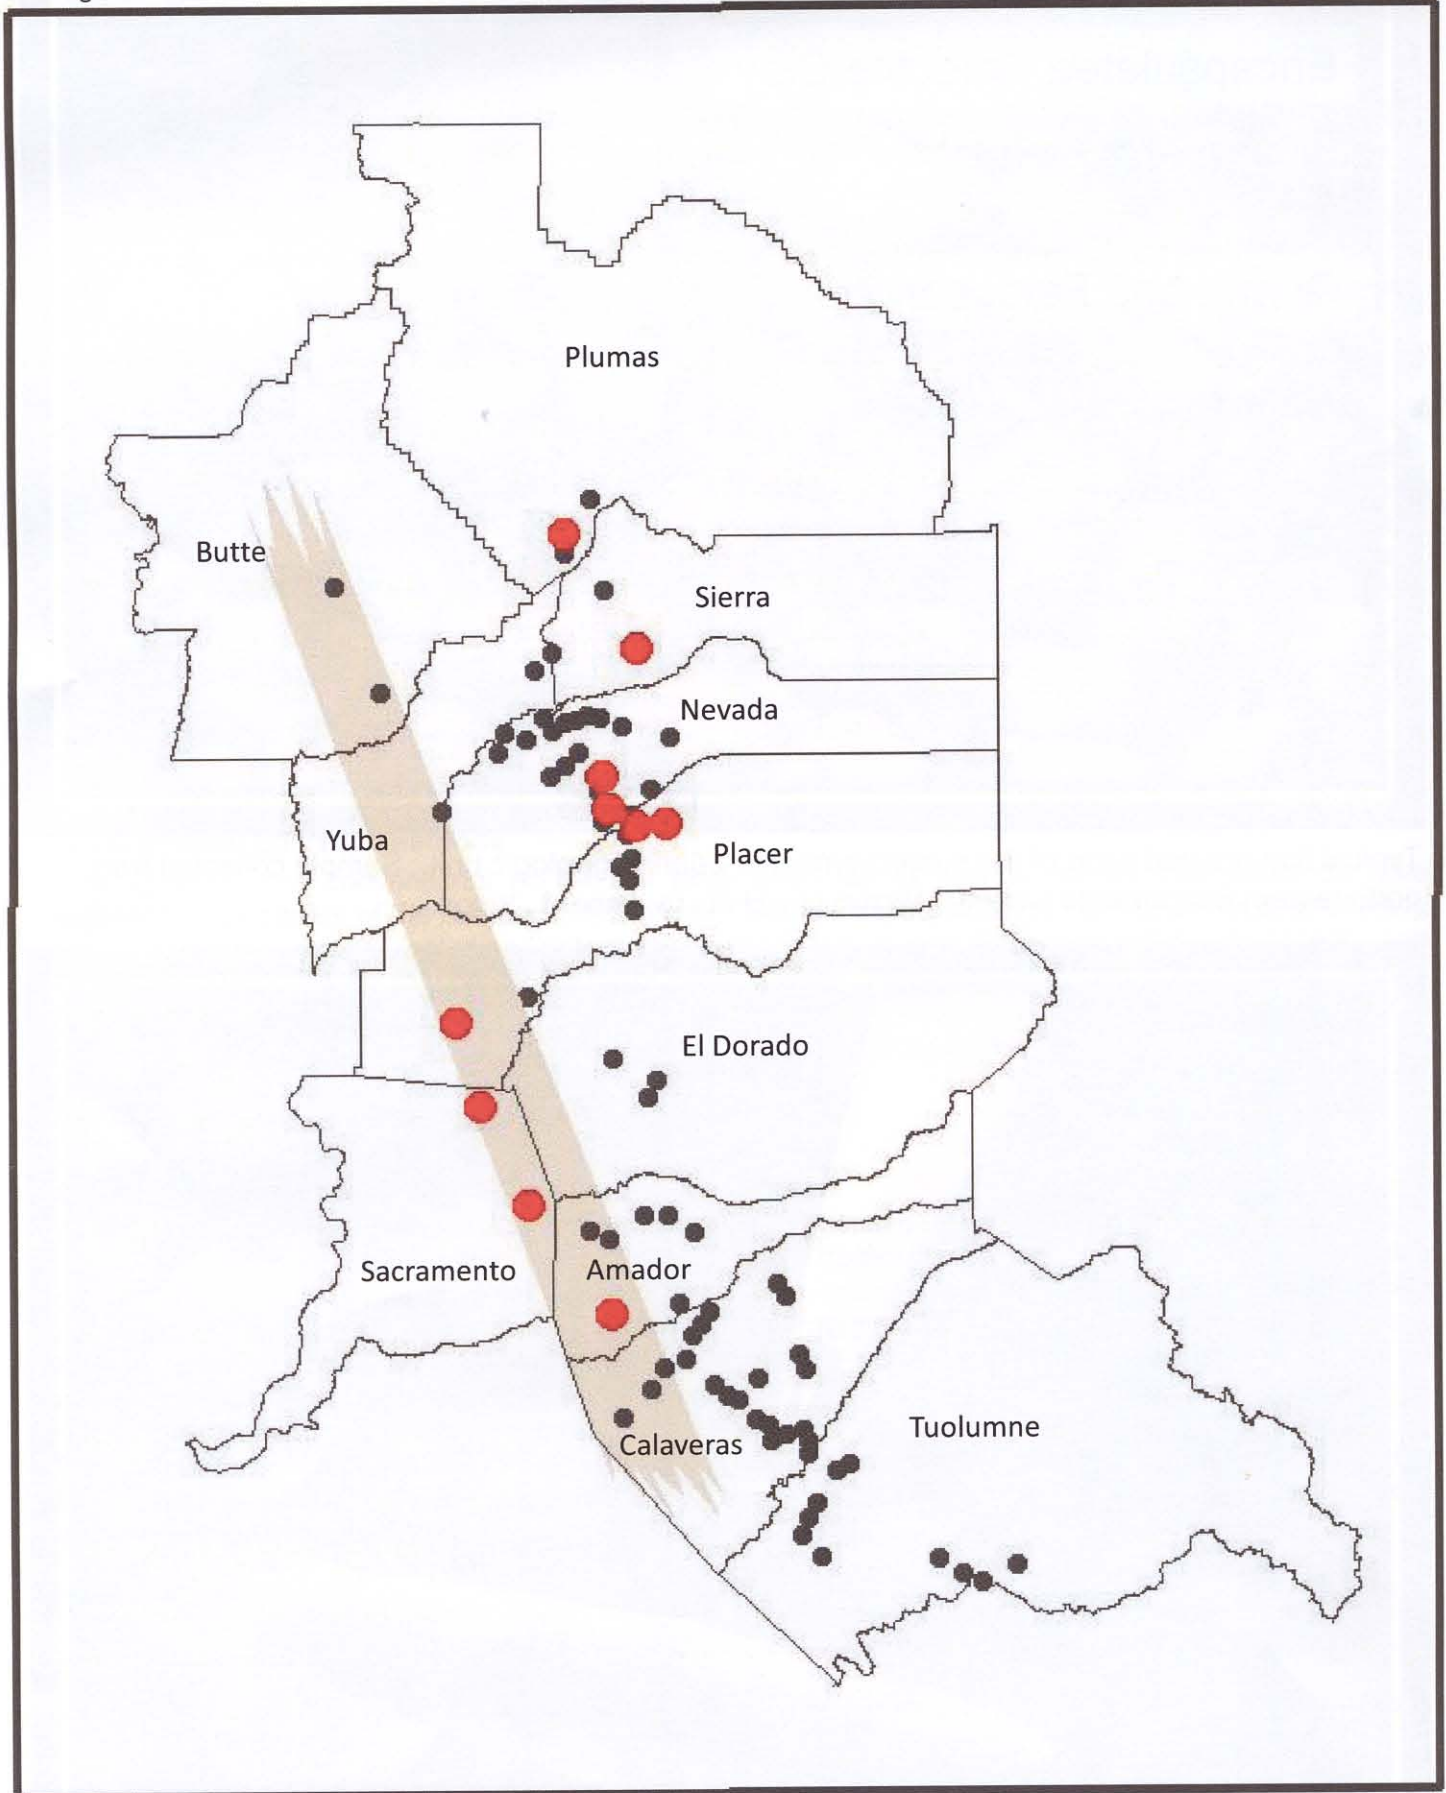 Plumas
Butte
Sierra
Nevada
Yuba
Placer
El Dorado
Sacramento
Amador
Calaveras
Tuolumne